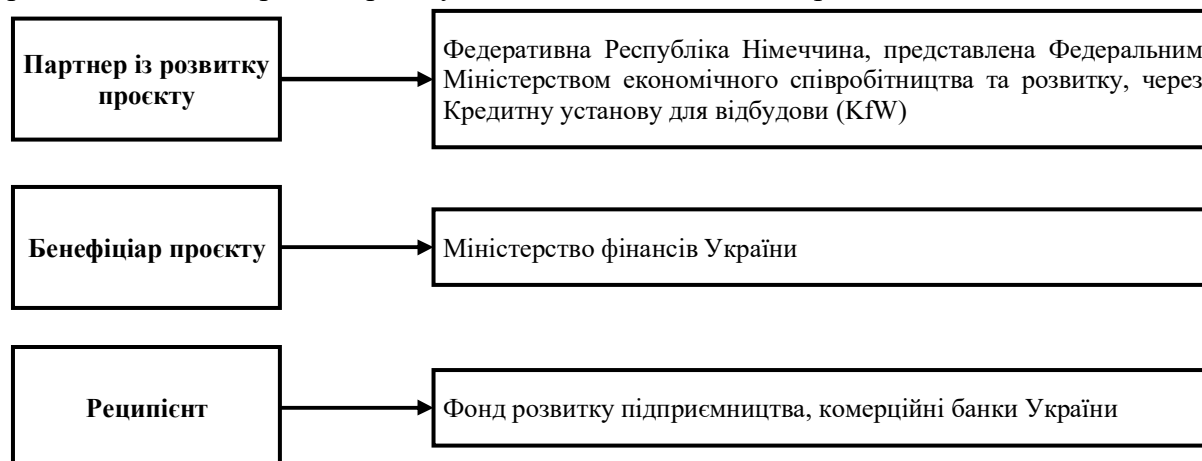 Партнер із розвитку
проєкту
Федеративна Республіка Німеччина, представлена Федеральним
Міністерством економічного співробітництва та розвитку, через
Кредитну установу для відбудови (KfW)
Бенефіціар проєкту
Міністерство фінансів України
Реципієнт
Фонд розвитку підприємництва, комерційні банки України